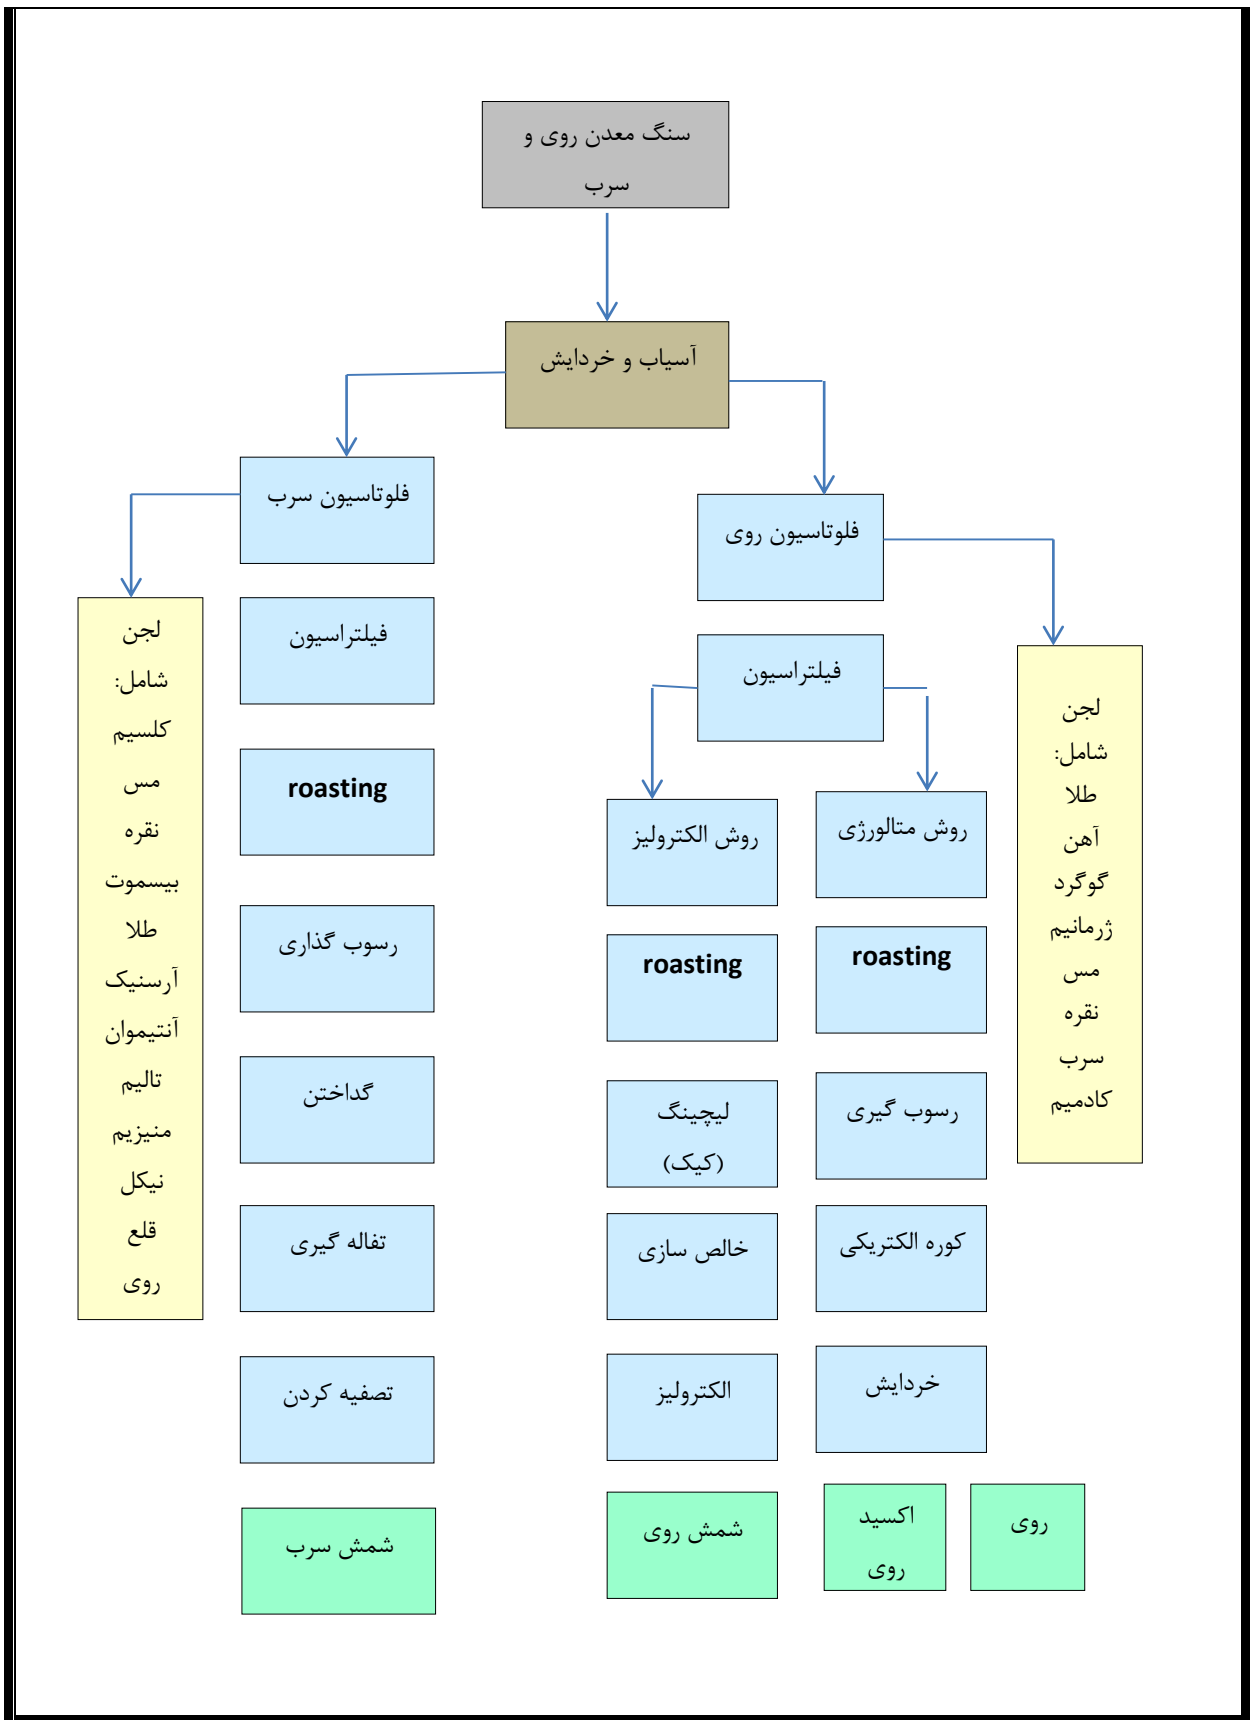 سنگ معدن روی و
سرب
آسیاب و خردایش
فلوتاسیون روی
فیلتراسیون
لجن
شامل:
طلا
آهن
گوگرد
ژرمانیم
مس
نقره
سرب
کادمیم
روش متالورژی
roasting
رسوب گیری
کوره الکتریکی
خردایش
روی
اکسید
روی
روش الکترولیز
roasting
لیچینگ
(کیک)
خالص سازی
الکترولیز
شمش روی
فلوتاسیون سرب
فیلتراسیون
roasting
رسوب گذاری
گداختن
تفاله گیری
تصفیه کردن
شمش سرب
لجن
شامل:
کلسیم
مس
نقره
بیسموت
طلا
آرسنیک
آنتیموان
تالیم
منیزیم
نیکل
قلع
روی